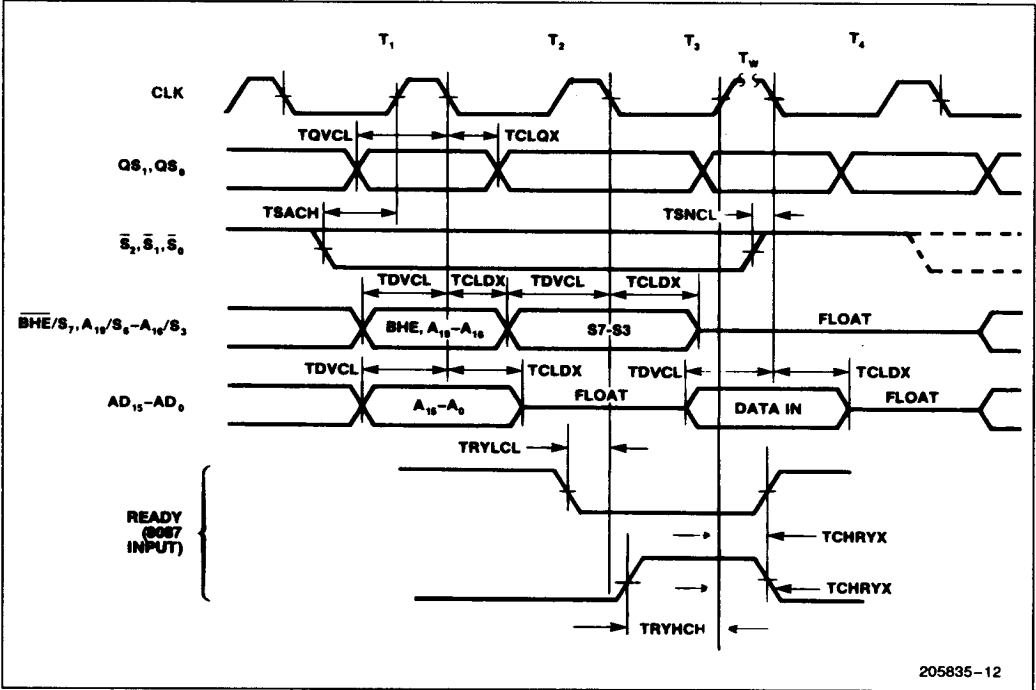 T₁ T₂ T₃ T_W T₄
CLK
TQVCL TCLQX
QS₁, QS₀
TSACH TSNCL
S̅₂, S̅₁, S̅₀
TDVCL TCLDX TDVCL TCLDX
B̅H̅E̅/S₇, A₁₉/S₆–A₁₆/S₃ BHE, A₁₉–A₁₆ S7-S3 FLOAT
TDVCL TCLDX TDVCL TCLDX
AD₁₅–AD₀ A₁₅–A₀ FLOAT DATA IN FLOAT
TRYLCL
READY
(8087
INPUT)
TCHRYX
TCHRYX
TRYHCH
205835–12